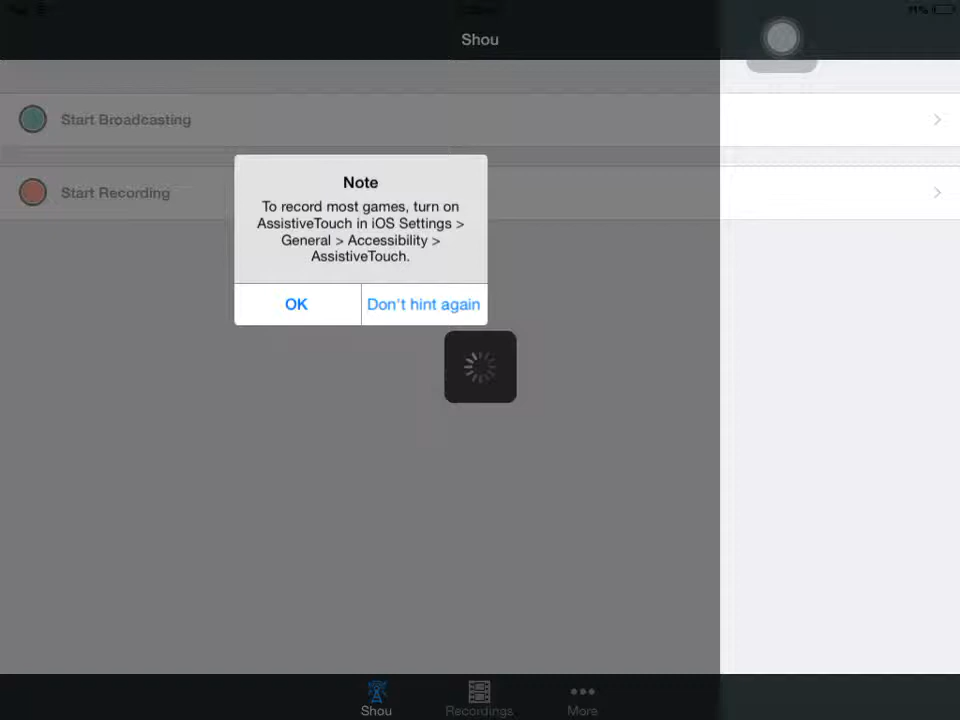 Shou
Start Broadcasting
Start Recording
Note
To record most games, turn on
AssistiveTouch in iOS Settings >
General > Accessibility >
AssistiveTouch.
OK
Don't hint again
Shou
Recordings
More